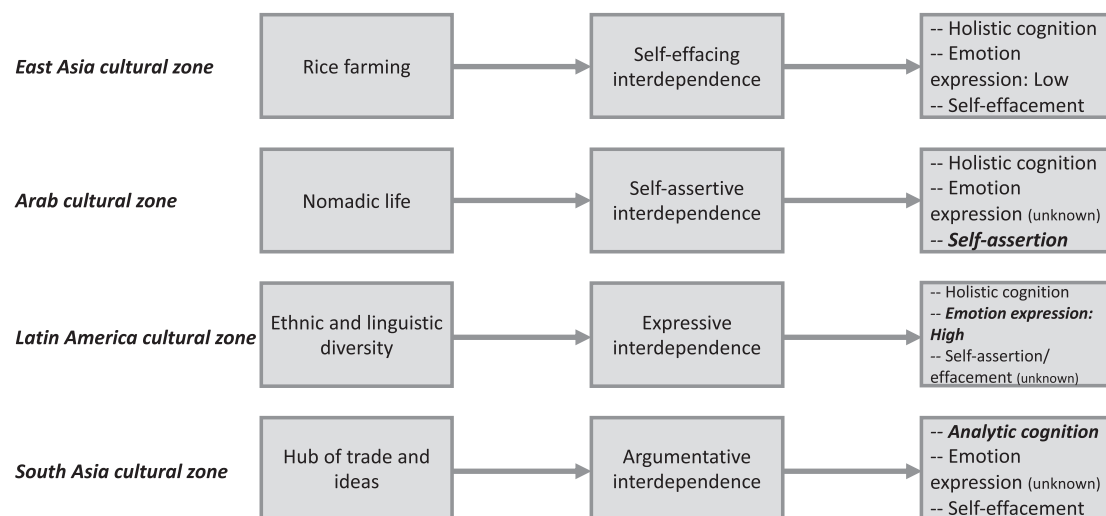 East Asia cultural zone
Rice farming
Self-effacing
interdependence
-- Holistic cognition
-- Emotion
expression: Low
-- Self-effacement
Arab cultural zone
Nomadic life
Self-assertive
interdependence
-- Holistic cognition
-- Emotion
expression (unknown)
-- Self-assertion
Latin America cultural zone
Ethnic and linguistic
diversity
Expressive
interdependence
-- Holistic cognition
-- Emotion expression:
High
-- Self-assertion/
effacement (unknown)
South Asia cultural zone
Hub of trade and
ideas
Argumentative
interdependence
-- Analytic cognition
-- Emotion
expression (unknown)
-- Self-effacement